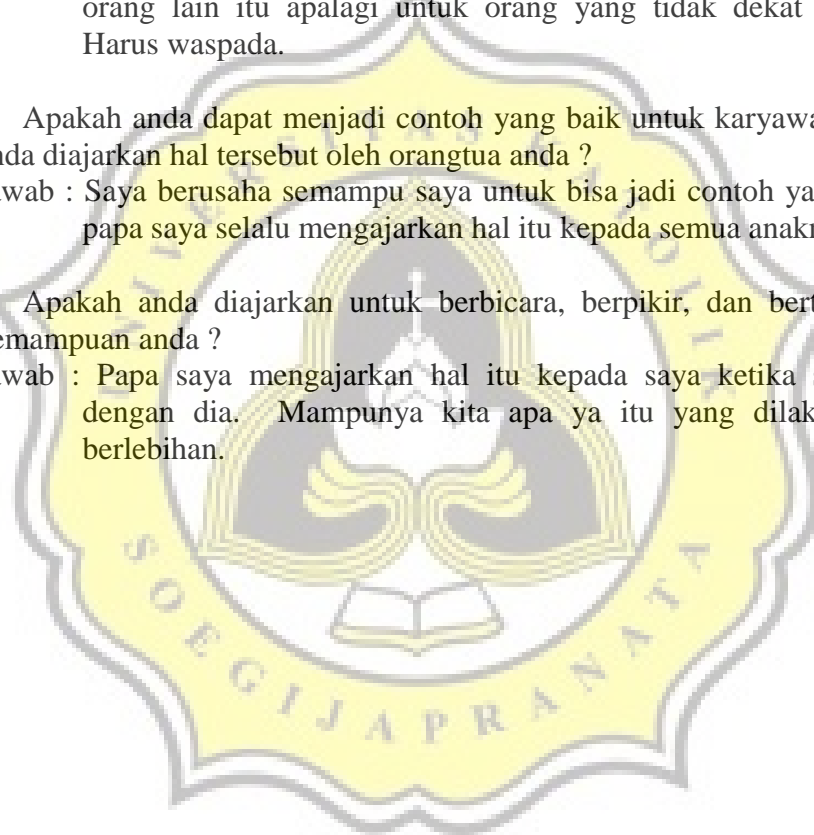 orang lain itu apalagi untuk orang yang tidak dekat
Harus waspada.
Apakah anda dapat menjadi contoh yang baik untuk karyawa
nda diajarkan hal tersebut oleh orangtua anda ?
wab : Saya berusaha semampu saya untuk bisa jadi contoh ya
papa saya selalu mengajarkan hal itu kepada semua anakn
Apakah anda diajarkan untuk berbicara, berpikir, dan bert
emampuan anda ?
wab : Papa saya mengajarkan hal itu kepada saya ketika s
dengan dia. Mampunya kita apa ya itu yang dilak
berlebihan.
UNIVERSITAS KATOLIK
SOEGIJAPRANATA